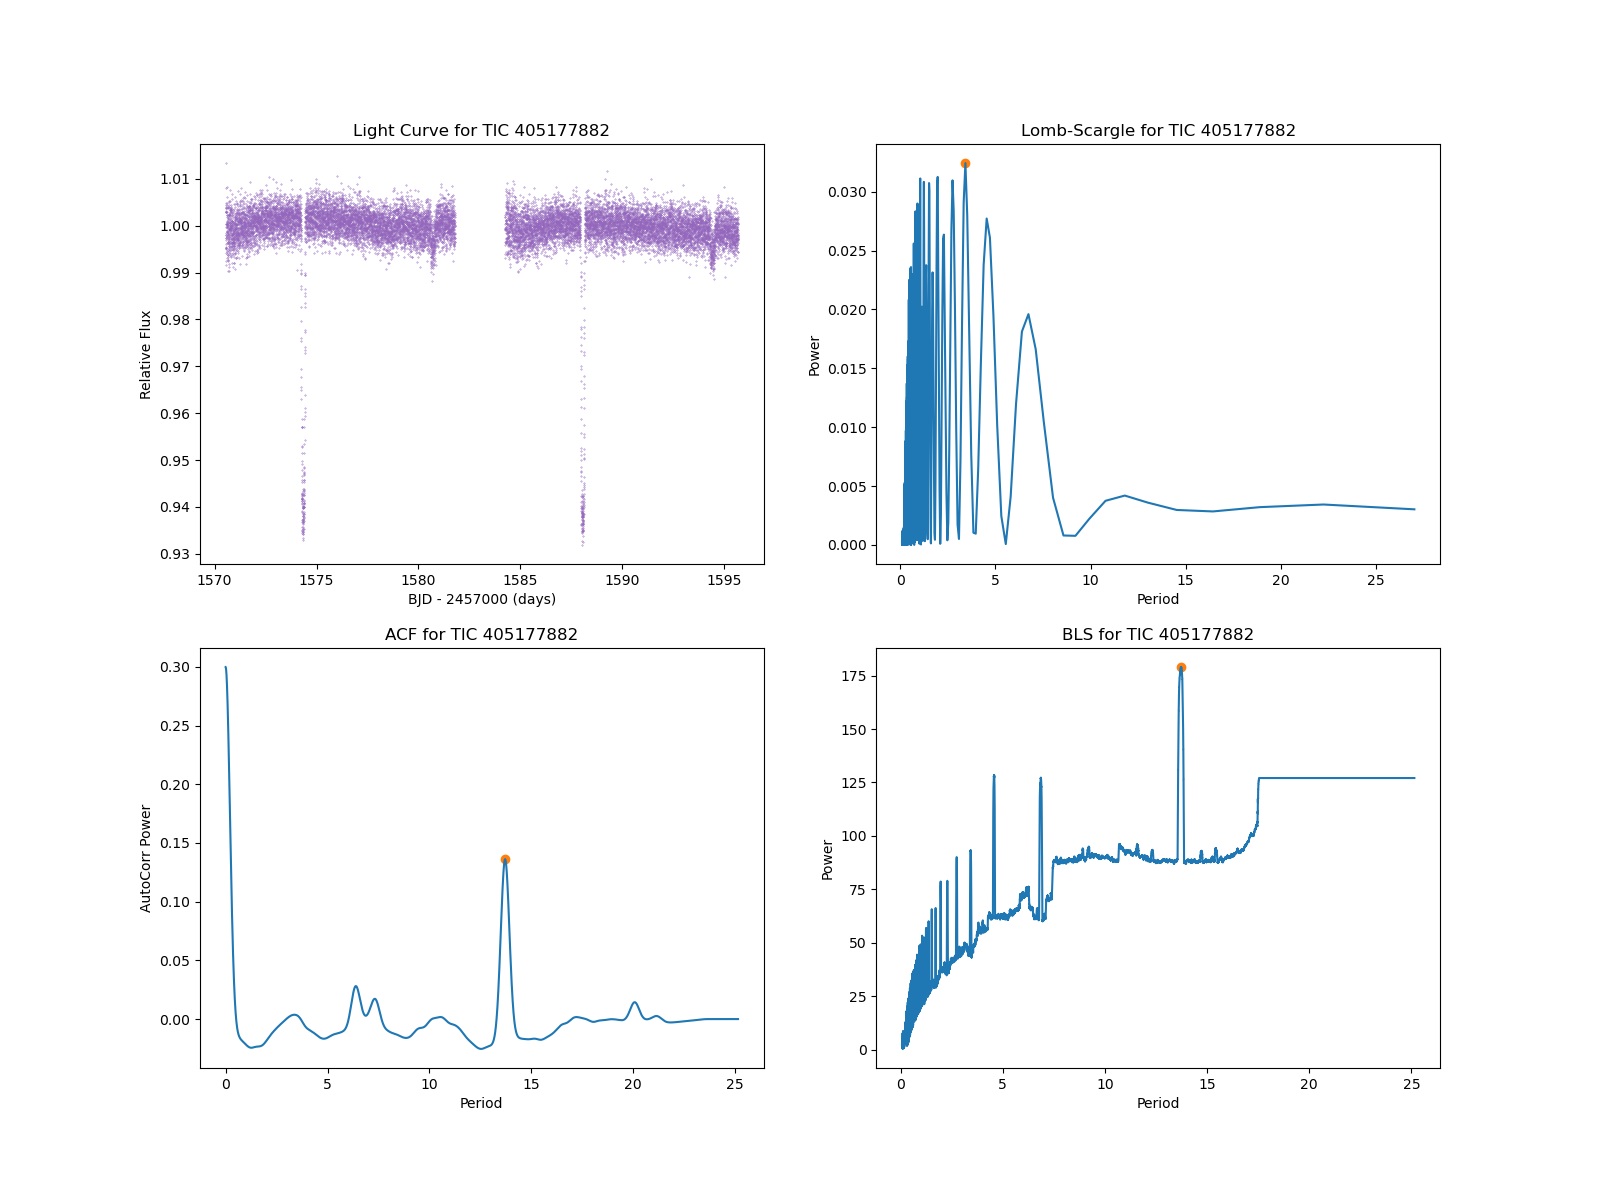 Light Curve for TIC 405177882
1.01
1.00
0.99
0.98
0.97
0.96
0.95
0.94
0.93
Relative Flux
1570 1575 1580 1585 1590 1595
BJD - 2457000 (days)
Lomb-Scargle for TIC 405177882
0.030
0.025
0.020
0.015
0.010
0.005
0.000
Power
0 5 10 15 20 25
Period
ACF for TIC 405177882
0.30
0.25
0.20
0.15
0.10
0.05
0.00
AutoCorr Power
0 5 10 15 20 25
Period
BLS for TIC 405177882
175
150
125
100
75
50
25
0
Power
0 5 10 15 20 25
Period